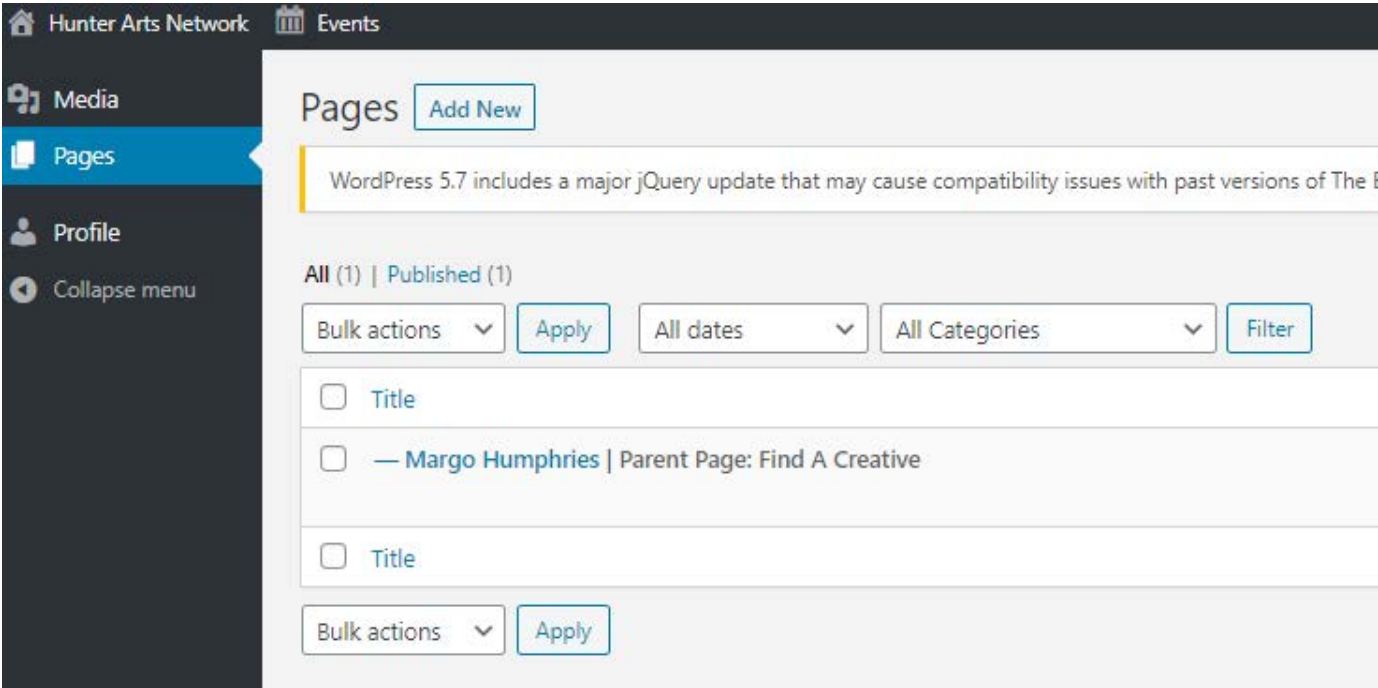 Hunter Arts Network Events
Media
Pages
Profile
Collapse menu
Pages Add New
WordPress 5.7 includes a major jQuery update that may cause compatibility issues with past versions of The E
All (1) | Published (1)
Bulk actions Apply All dates All Categories Filter
Title
— Margo Humphries | Parent Page: Find A Creative
Title
Bulk actions Apply